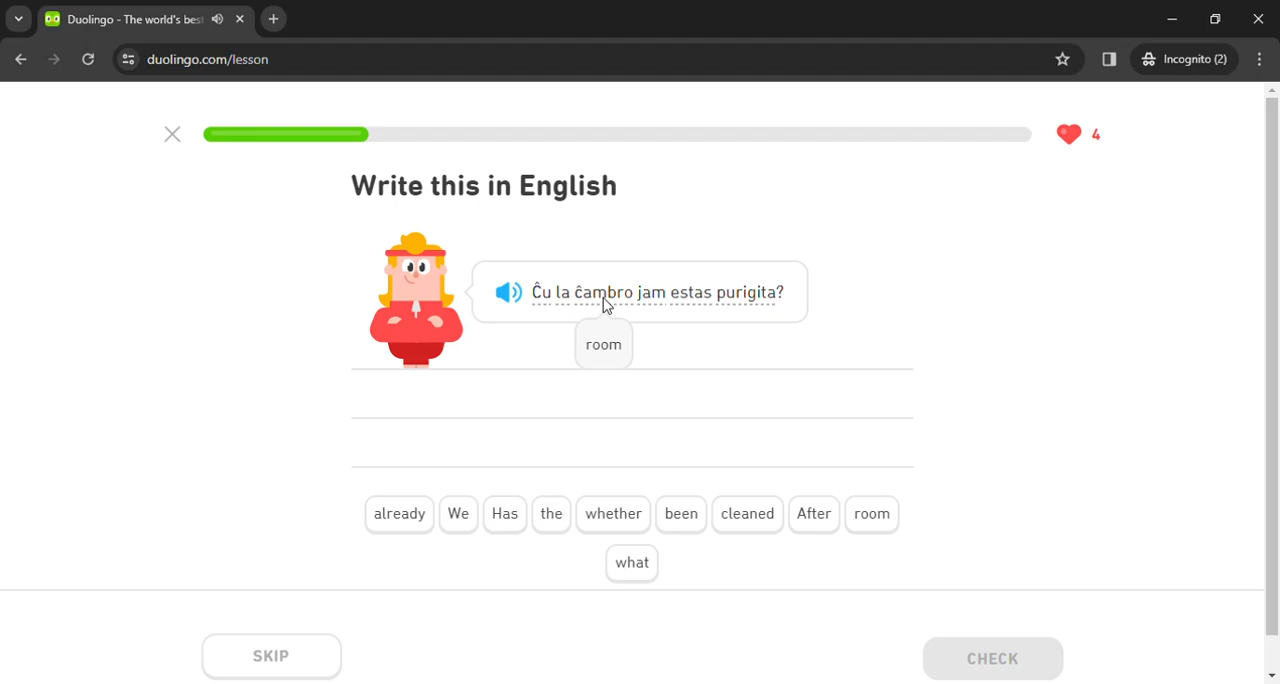 Duolingo - The world's bes
duolingo.com/lesson
Incognito (2)
4
Write this in English
Ĉu la ĉambro jam estas purigita?
room
already We Has the whether been cleaned After room
what
SKIP CHECK